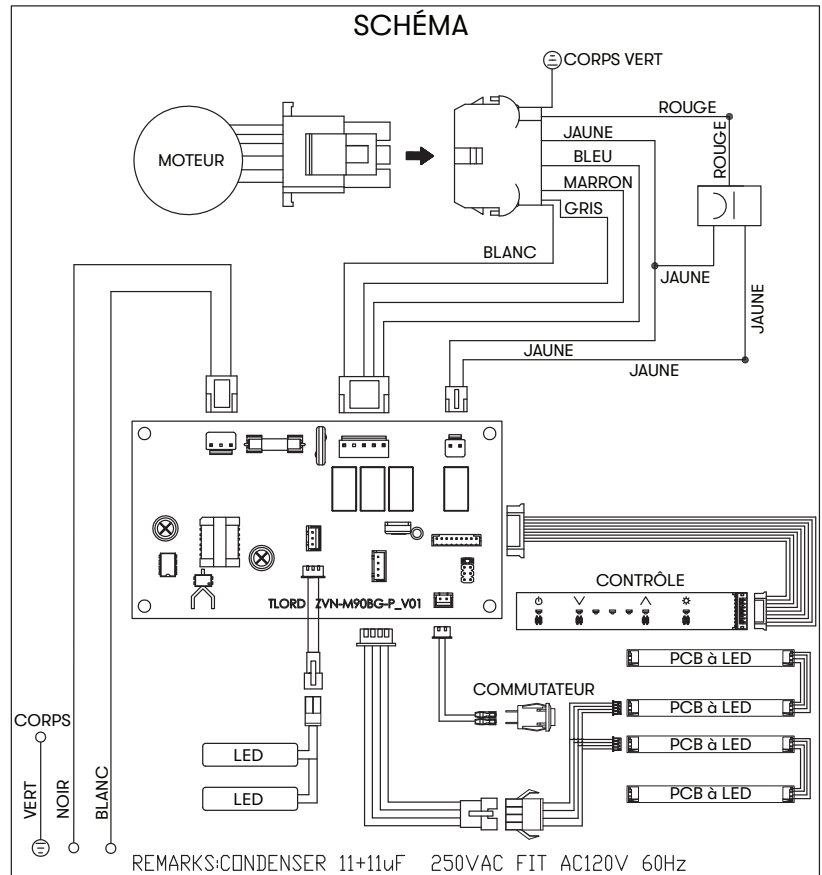 SCHÉMA
CORPS VERT
ROUGE
JAUNE
ROUGE
MOTEUR
BLEU
MARRON
GRIS
BLANC
JAUNE
JAUNE
JAUNE
JAUNE
CONTRÔLE
TLORD ZVN-M90BG-P_V01
PCB à LED
COMMUTATEUR
PCB à LED
CORPS
PCB à LED
LED
VERT
NOIR
BLANC
PCB à LED
LED
REMARKS:CONDENSER 11+11uF 250VAC FIT AC120V 60Hz